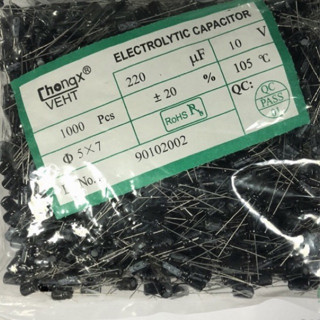 Chongx®
VEHT
ELECTROLYTIC CAPACITOR
220 µF 10 V
1000 Pcs ± 20 % 105 ℃
Φ 5×7 RoHS QC: QC PASS
No. 90102002